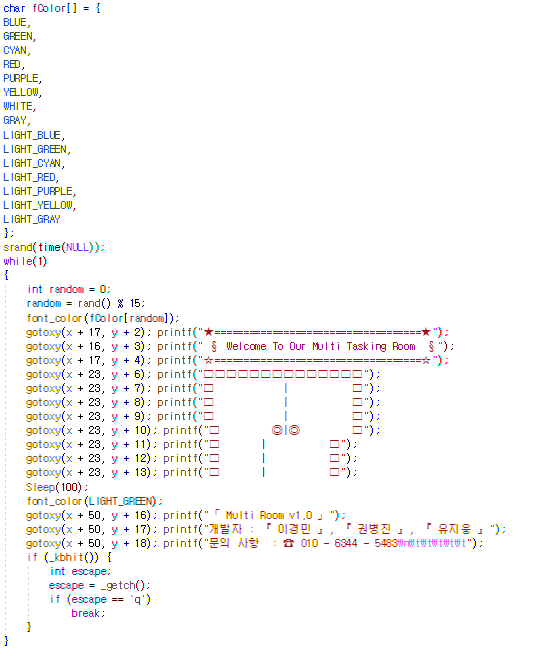 char fColor[] = {
BLUE,
GREEN,
CYAN,
RED,
PURPLE,
YELLOW,
WHITE,
GRAY,
LIGHT_BLUE,
LIGHT_GREEN,
LIGHT_CYAN,
LIGHT_RED,
LIGHT_PURPLE,
LIGHT_YELLOW,
LIGHT_GRAY
};
srand(time(NULL));
while(1)
{
    int random = 0;
    random = rand() % 15;
    font_color(fColor[random]);
    gotoxy(x + 17, y + 2); printf("★==================================★");
    gotoxy(x + 16, y + 3); printf(" § Welcome To Our Multi Tasking Room  §");
    gotoxy(x + 17, y + 4); printf("☆==================================☆");
    gotoxy(x + 23, y + 6); printf("□□□□□□□□□□□□□□");
    gotoxy(x + 23, y + 7); printf("□           |          □");
    gotoxy(x + 23, y + 8); printf("□           |          □");
    gotoxy(x + 23, y + 9); printf("□           |          □");
    gotoxy(x + 23, y + 10); printf("□         ◎|◎         □");
    gotoxy(x + 23, y + 11); printf("□       |          □");
    gotoxy(x + 23, y + 12); printf("□       |          □");
    gotoxy(x + 23, y + 13); printf("□       |          □");
    Sleep(100);
    font_color(LIGHT_GREEN);
    gotoxy(x + 50, y + 16); printf("「 Multi Room v1.0 」");
    gotoxy(x + 50, y + 17); printf("개발자 : 『 이경민 』, 『 권병진 』, 『 유지웅 』");
    gotoxy(x + 50, y + 18); printf("문의 사항  : ☎ 010 - 6344 - 5483₩n₩t₩t₩t₩t₩t");
    if (_kbhit()) {
        int escape;
        escape = _getch();
        if (escape == 'q')
            break;
    }
}